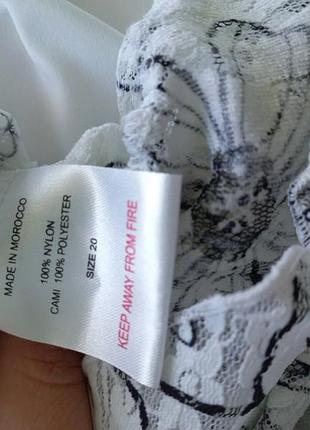 MADE IN MOROCCO
100% NYLON
CAMI 100% POLYESTER
SIZE 20
KEEP AWAY FROM FIRE